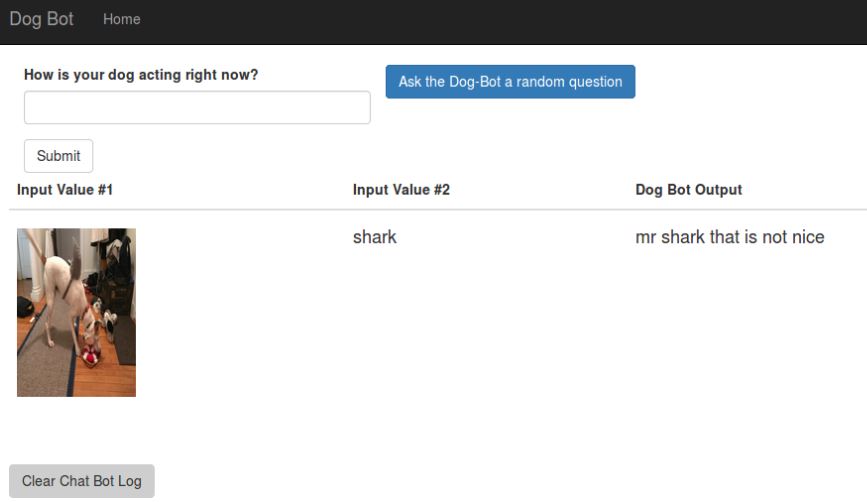 Dog Bot Home
How is your dog acting right now?
Ask the Dog-Bot a random question
Submit
Input Value #1 Input Value #2 Dog Bot Output
shark mr shark that is not nice
Clear Chat Bot Log